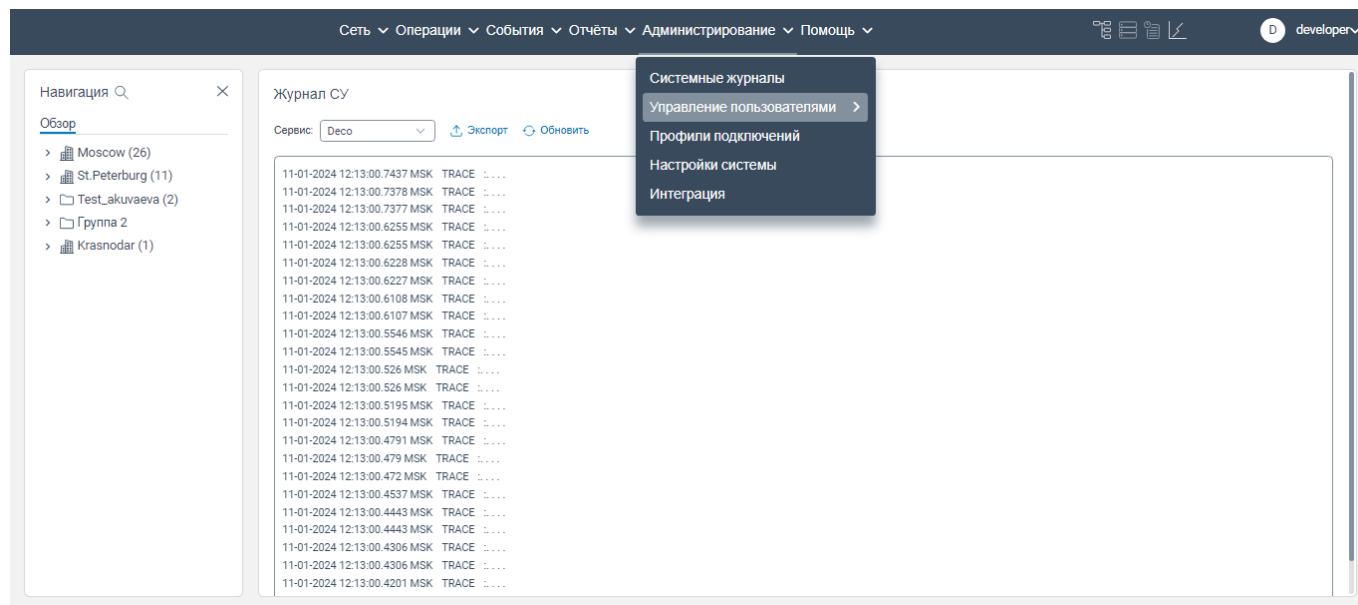 Сеть Операции События Отчёты Администрирование Помощь D developer
Навигация
Обзор
Moscow (26)
St.Peterburg (11)
Test_akuvaeva (2)
Группа 2
Krasnodar (1)
Журнал СУ
Сервис: Deco Экспорт Обновить
Системные журналы
Управление пользователями
Профили подключений
Настройки системы
Интеграция
11-01-2024 12:13:00.7437 MSK TRACE :. . . .
11-01-2024 12:13:00.7378 MSK TRACE :. . . .
11-01-2024 12:13:00.7377 MSK TRACE :. . . .
11-01-2024 12:13:00.6255 MSK TRACE :. . . .
11-01-2024 12:13:00.6255 MSK TRACE :. . . .
11-01-2024 12:13:00.6228 MSK TRACE :. . . .
11-01-2024 12:13:00.6227 MSK TRACE :. . . .
11-01-2024 12:13:00.6108 MSK TRACE :. . . .
11-01-2024 12:13:00.6107 MSK TRACE :. . . .
11-01-2024 12:13:00.5546 MSK TRACE :. . . .
11-01-2024 12:13:00.5545 MSK TRACE :. . . .
11-01-2024 12:13:00.526 MSK TRACE :. . . .
11-01-2024 12:13:00.526 MSK TRACE :. . . .
11-01-2024 12:13:00.5195 MSK TRACE :. . . .
11-01-2024 12:13:00.5194 MSK TRACE :. . . .
11-01-2024 12:13:00.4791 MSK TRACE :. . . .
11-01-2024 12:13:00.479 MSK TRACE :. . . .
11-01-2024 12:13:00.472 MSK TRACE :. . . .
11-01-2024 12:13:00.4537 MSK TRACE :. . . .
11-01-2024 12:13:00.4443 MSK TRACE :. . . .
11-01-2024 12:13:00.4443 MSK TRACE :. . . .
11-01-2024 12:13:00.4306 MSK TRACE :. . . .
11-01-2024 12:13:00.4306 MSK TRACE :. . . .
11-01-2024 12:13:00.4201 MSK TRACE :. . . .